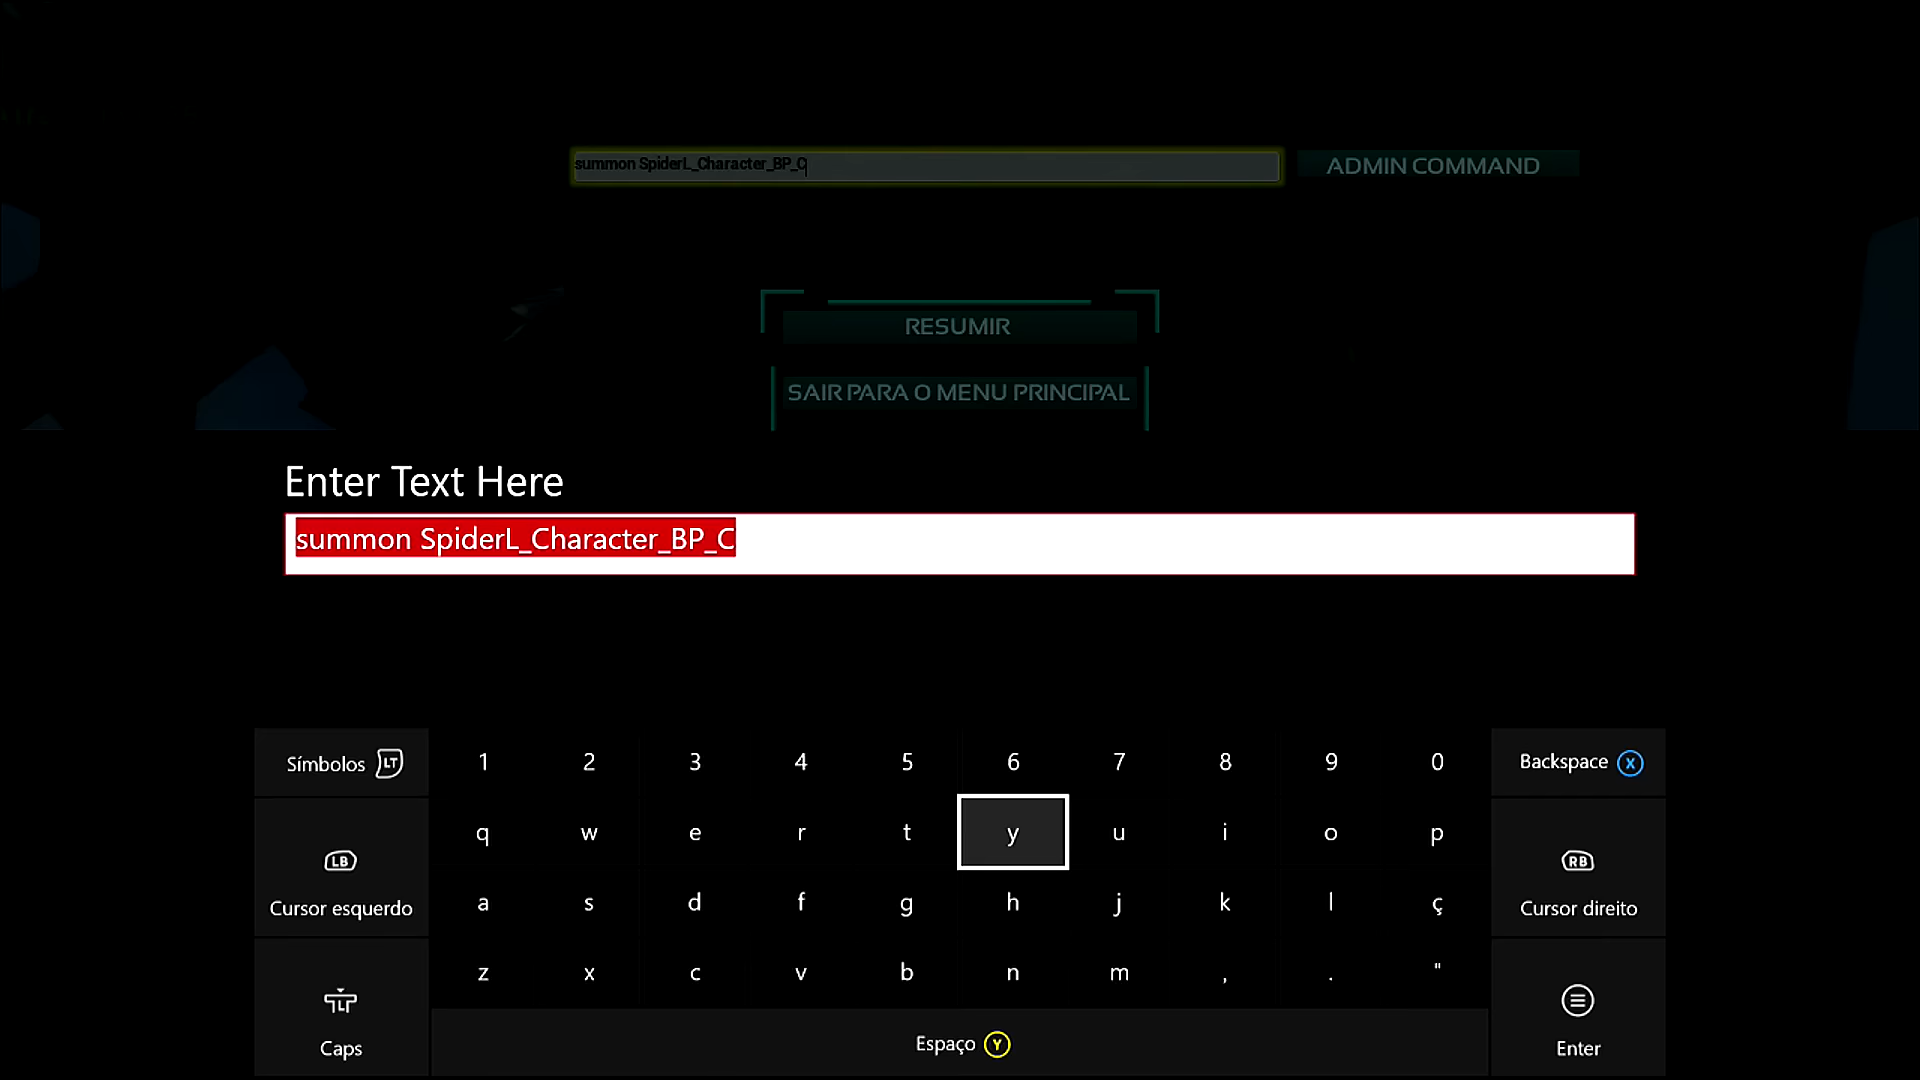 summon SpiderL_Character_BP_C
ADMIN COMMAND
RESUMIR
SAIR PARA O MENU PRINCIPAL
Enter Text Here
summon SpiderL_Character_BP_C
Símbolos LT 1 2 3 4 5 6 7 8 9 0 Backspace X
q w e r t y u i o p
LB RB
Cursor esquerdo a s d f g h j k l ç Cursor direito
z x c v b n m , . "
Caps Espaço Y Enter